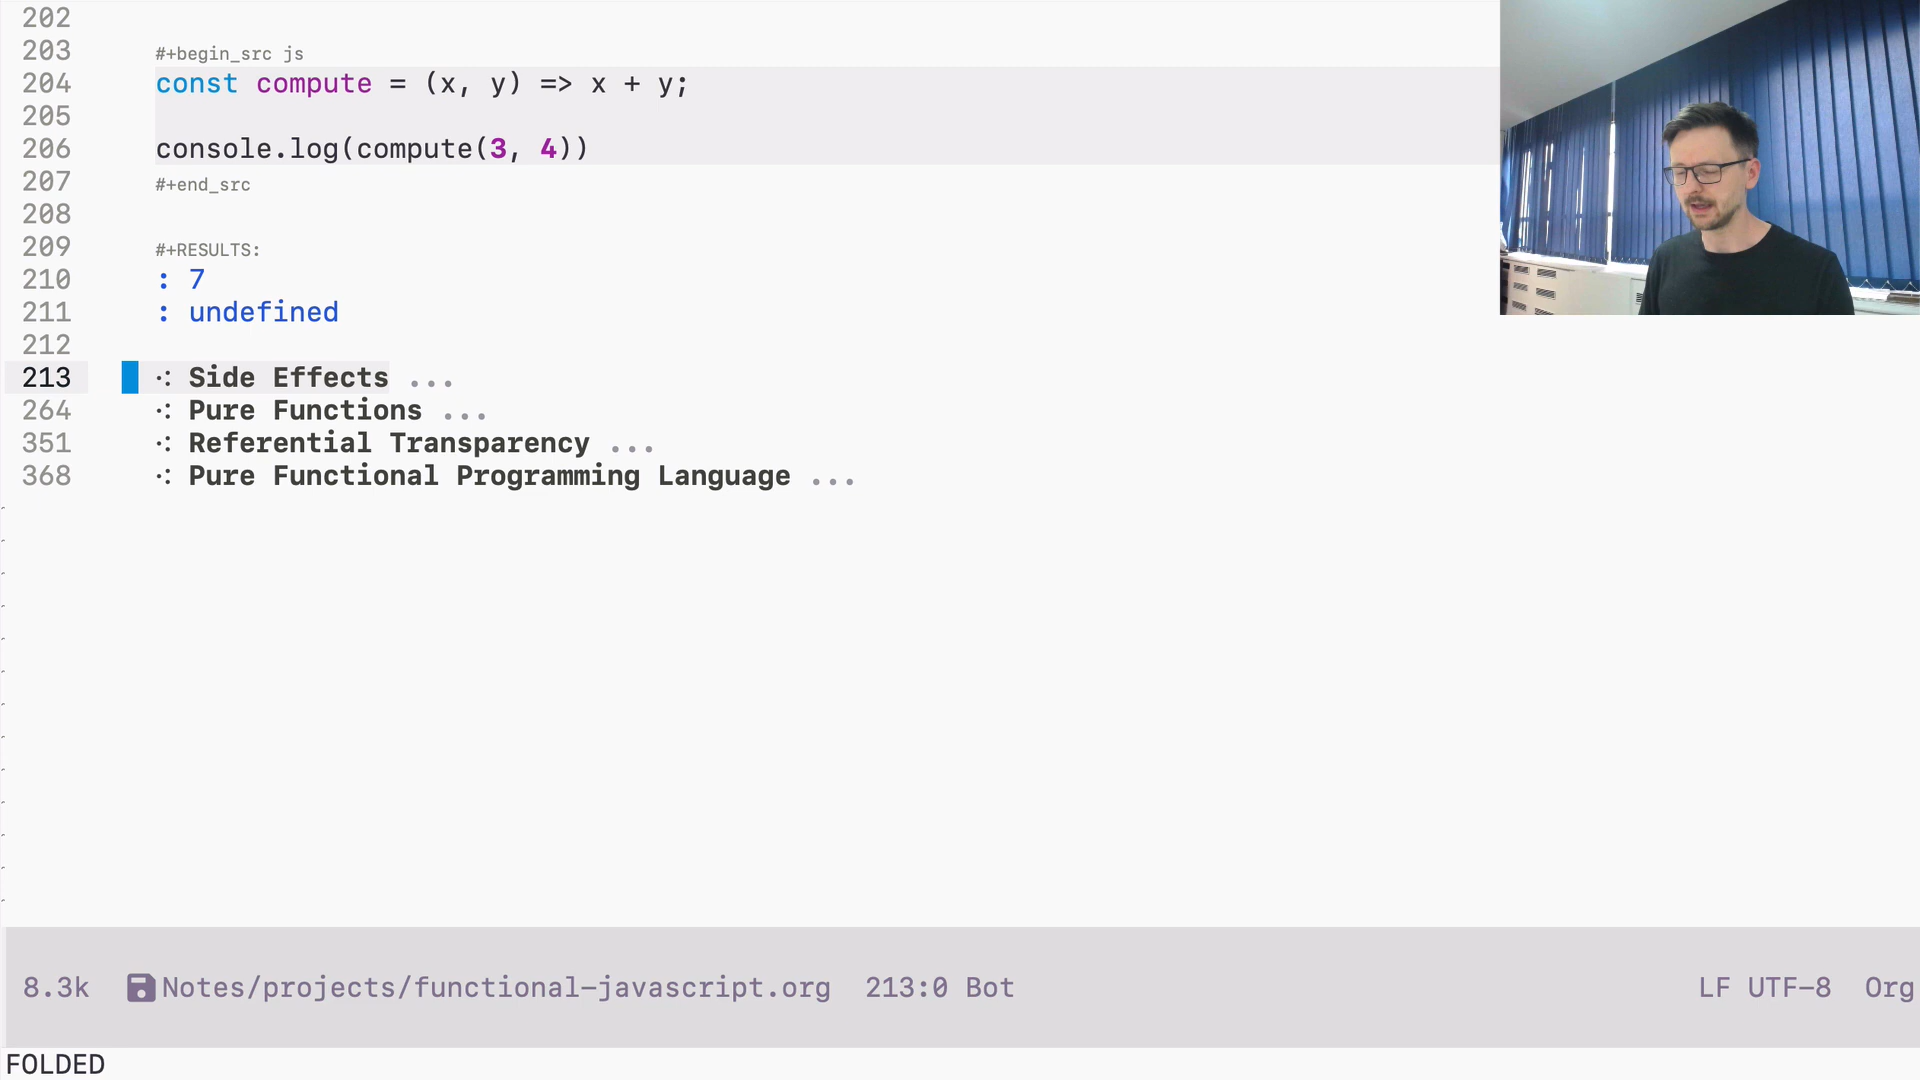 202
203 #+begin_src js
204 const compute = (x, y) => x + y;
205
206 console.log(compute(3, 4))
207 #+end_src
208
209 #+RESULTS:
210 : 7
211 : undefined
212
213 Side Effects ...
264 Pure Functions ...
351 Referential Transparency ...
368 Pure Functional Programming Language ...
8.3k Notes/projects/functional-javascript.org 213:0 Bot LF UTF-8 Org
FOLDED